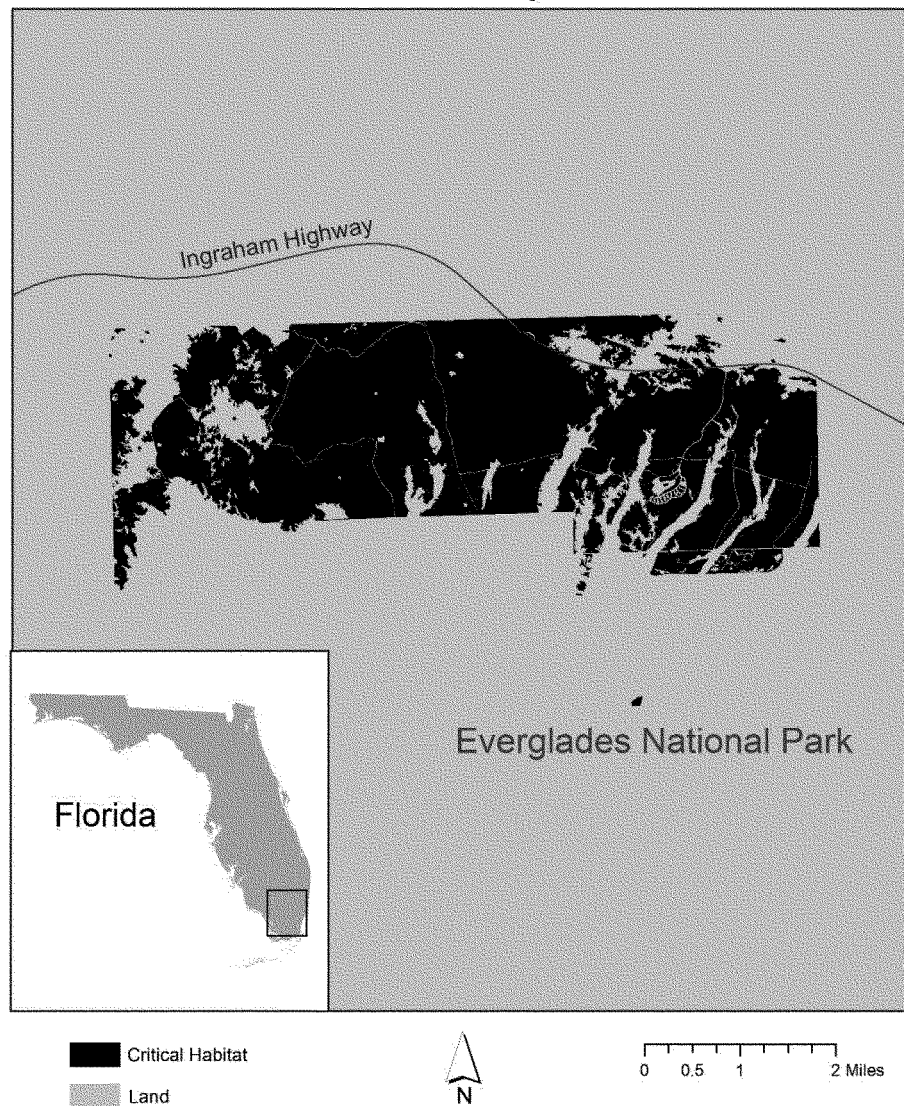 Ingraham Highway
Everglades National Park
Florida
Critical Habitat
Land
N
0 0.5 1 2 Miles